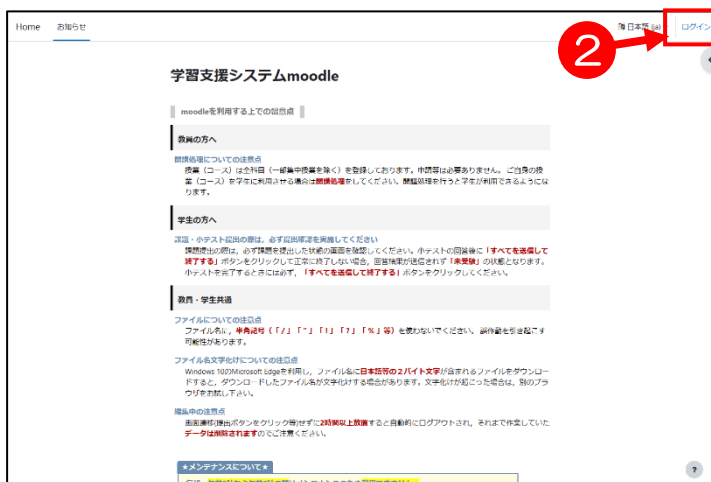 Home お知らせ 日本語 (ja) ログイン
②
学習支援システムmoodle
moodleを利用する上での留意点
教員の方へ
開講処理についての注意点
授業（コース）は全科目（一部集中授業を除く）を登録しております。申請等は必要ありません。ご自身の授
業（コース）を学生に利用させる場合は開講処理をしてください。開講処理を行うと学生が利用できるようにな
ります。
学生の方へ
課題・小テスト提出の際は，必ず提出確認を実施してください
課題提出の際は，必ず課題を提出した状態の画面を確認してください。小テストの回答後に「すべてを送信して
終了する」ボタンをクリックして正常に終了しない場合，回答結果が送信されず「未受験」の状態となります。
小テストを完了するときには必ず，「すべてを送信して終了する」ボタンをクリックしてください。
教員・学生共通
ファイルについての注意点
ファイル名に，半角記号（「/」「"」「!」「?」「%」等）を使わないでください。誤作動を引き起こす
可能性があります。
ファイル名文字化けについての注意点
Windows 10のMicrosoft Edgeを利用し，ファイル名に日本語等の２バイト文字が含まれるファイルをダウンロー
ドすると，ダウンロードしたファイル名が文字化けする場合があります。文字化けが起こった場合は，別のブラ
ウザをお試し下さい。
編集中の注意点
画面遷移(提出ボタンをクリック等)せずに2時間以上放置すると自動的にログアウトされ，それまで作業していた
データは削除されますのでご注意ください。
★メンテナンスについて★
?